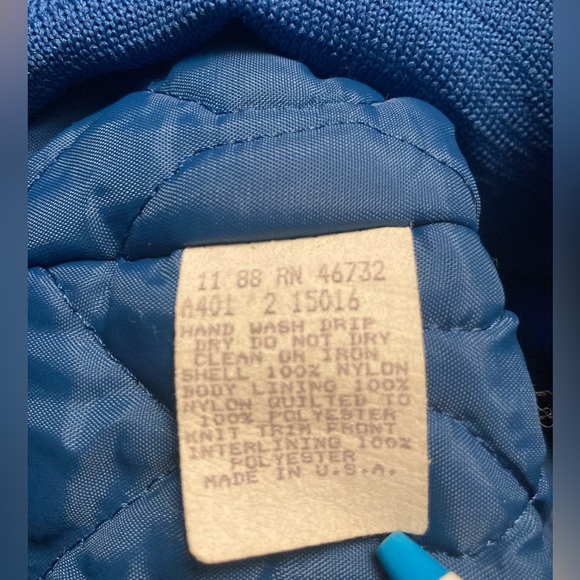 11 88 RN 46732
A401 2 15016
HAND WASH DRIP
DRY DO NOT DRY
CLEAN OR IRON
SHELL 100% NYLON
BODY LINING 100%
NYLON QUILTED TO
100% POLYESTER
KNIT TRIM FRONT
INTERLINING 100%
POLYESTER
MADE IN U.S.A.